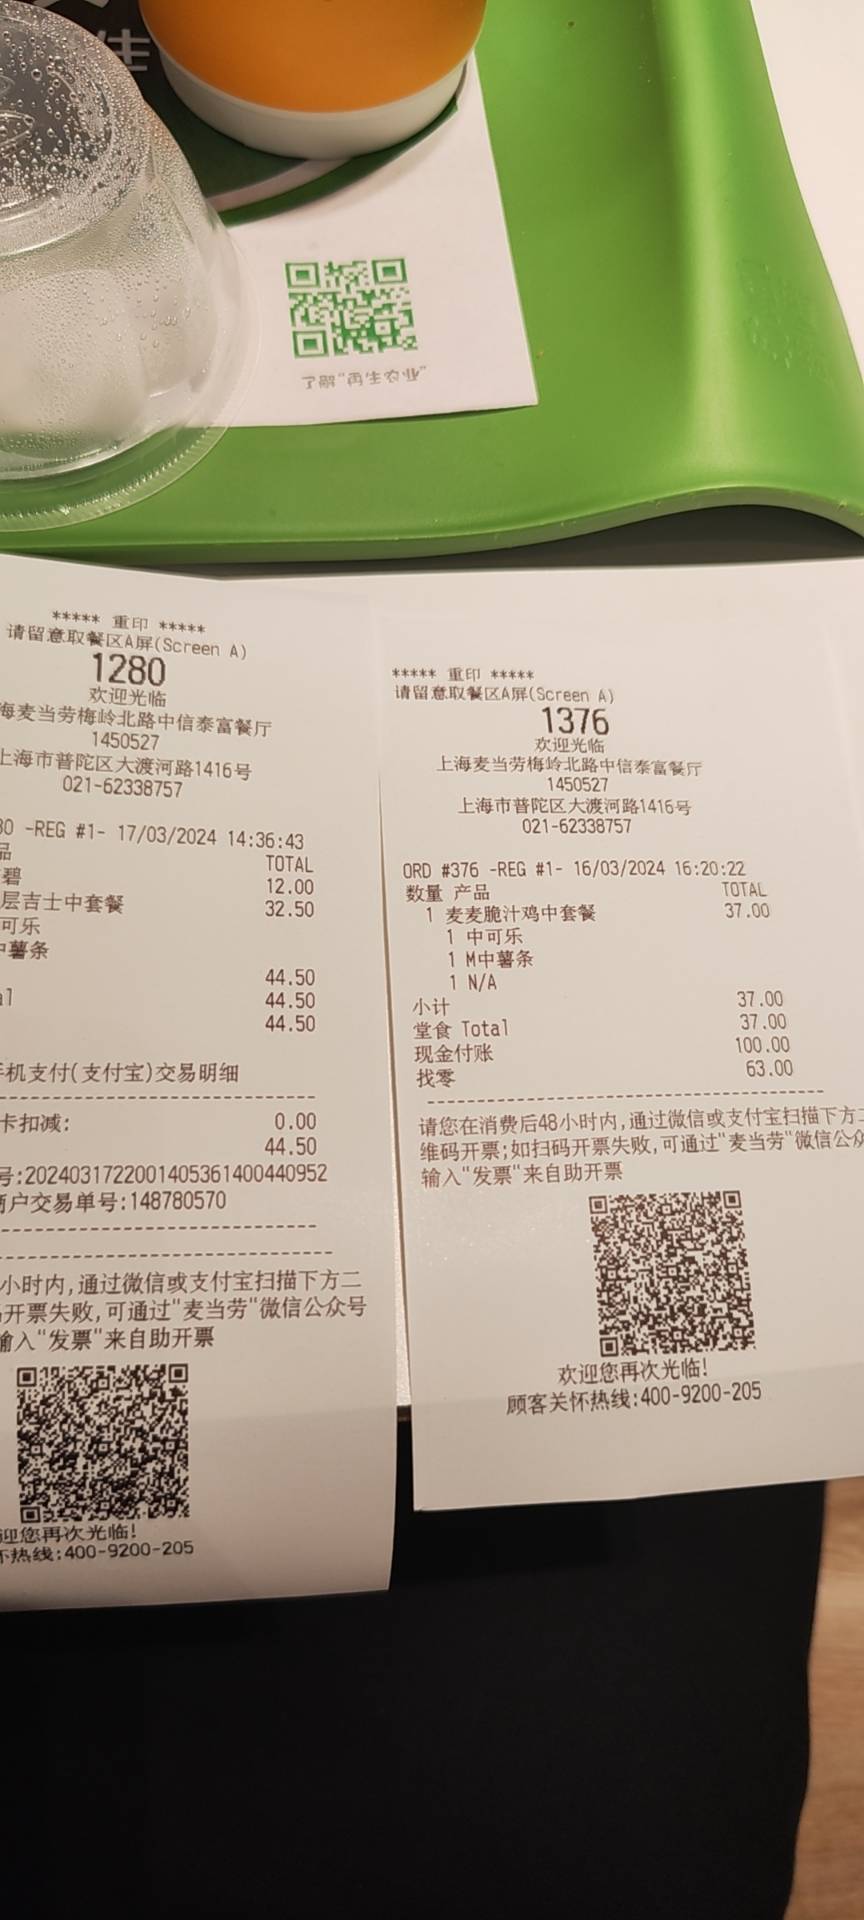 佳
了解"再生农业"
***** 重印 *****
请留意取餐区A屏(Screen A)
1280
欢迎光临
海麦当劳梅岭北路中信泰富餐厅
1450527
上海市普陀区大渡河路1416号
021-62338757
80 -REG #1- 17/03/2024 14:36:43
品 TOTAL
碧 12.00
层吉士中套餐 32.50
可乐
中薯条
44.50
al 44.50
44.50
手机支付(支付宝)交易明细
卡扣减: 0.00
44.50
号:2024031722001405361400440952
商户交易单号:148780570
小时内,通过微信或支付宝扫描下方二
码开票失败,可通过"麦当劳"微信公众号
输入"发票"来自助开票
迎您再次光临!
怀热线:400-9200-205
***** 重印 *****
请留意取餐区A屏(Screen A)
1376
欢迎光临
上海麦当劳梅岭北路中信泰富餐厅
1450527
上海市普陀区大渡河路1416号
021-62338757
ORD #376 -REG #1- 16/03/2024 16:20:22
数量 产品 TOTAL
1 麦麦脆汁鸡中套餐 37.00
1 中可乐
1 M中薯条
1 N/A
小计 37.00
堂食 Total 37.00
现金付账 100.00
找零 63.00
请您在消费后48小时内,通过微信或支付宝扫描下方二
维码开票;如扫码开票失败,可通过"麦当劳"微信公众
输入"发票"来自助开票
欢迎您再次光临!
顾客关怀热线:400-9200-205